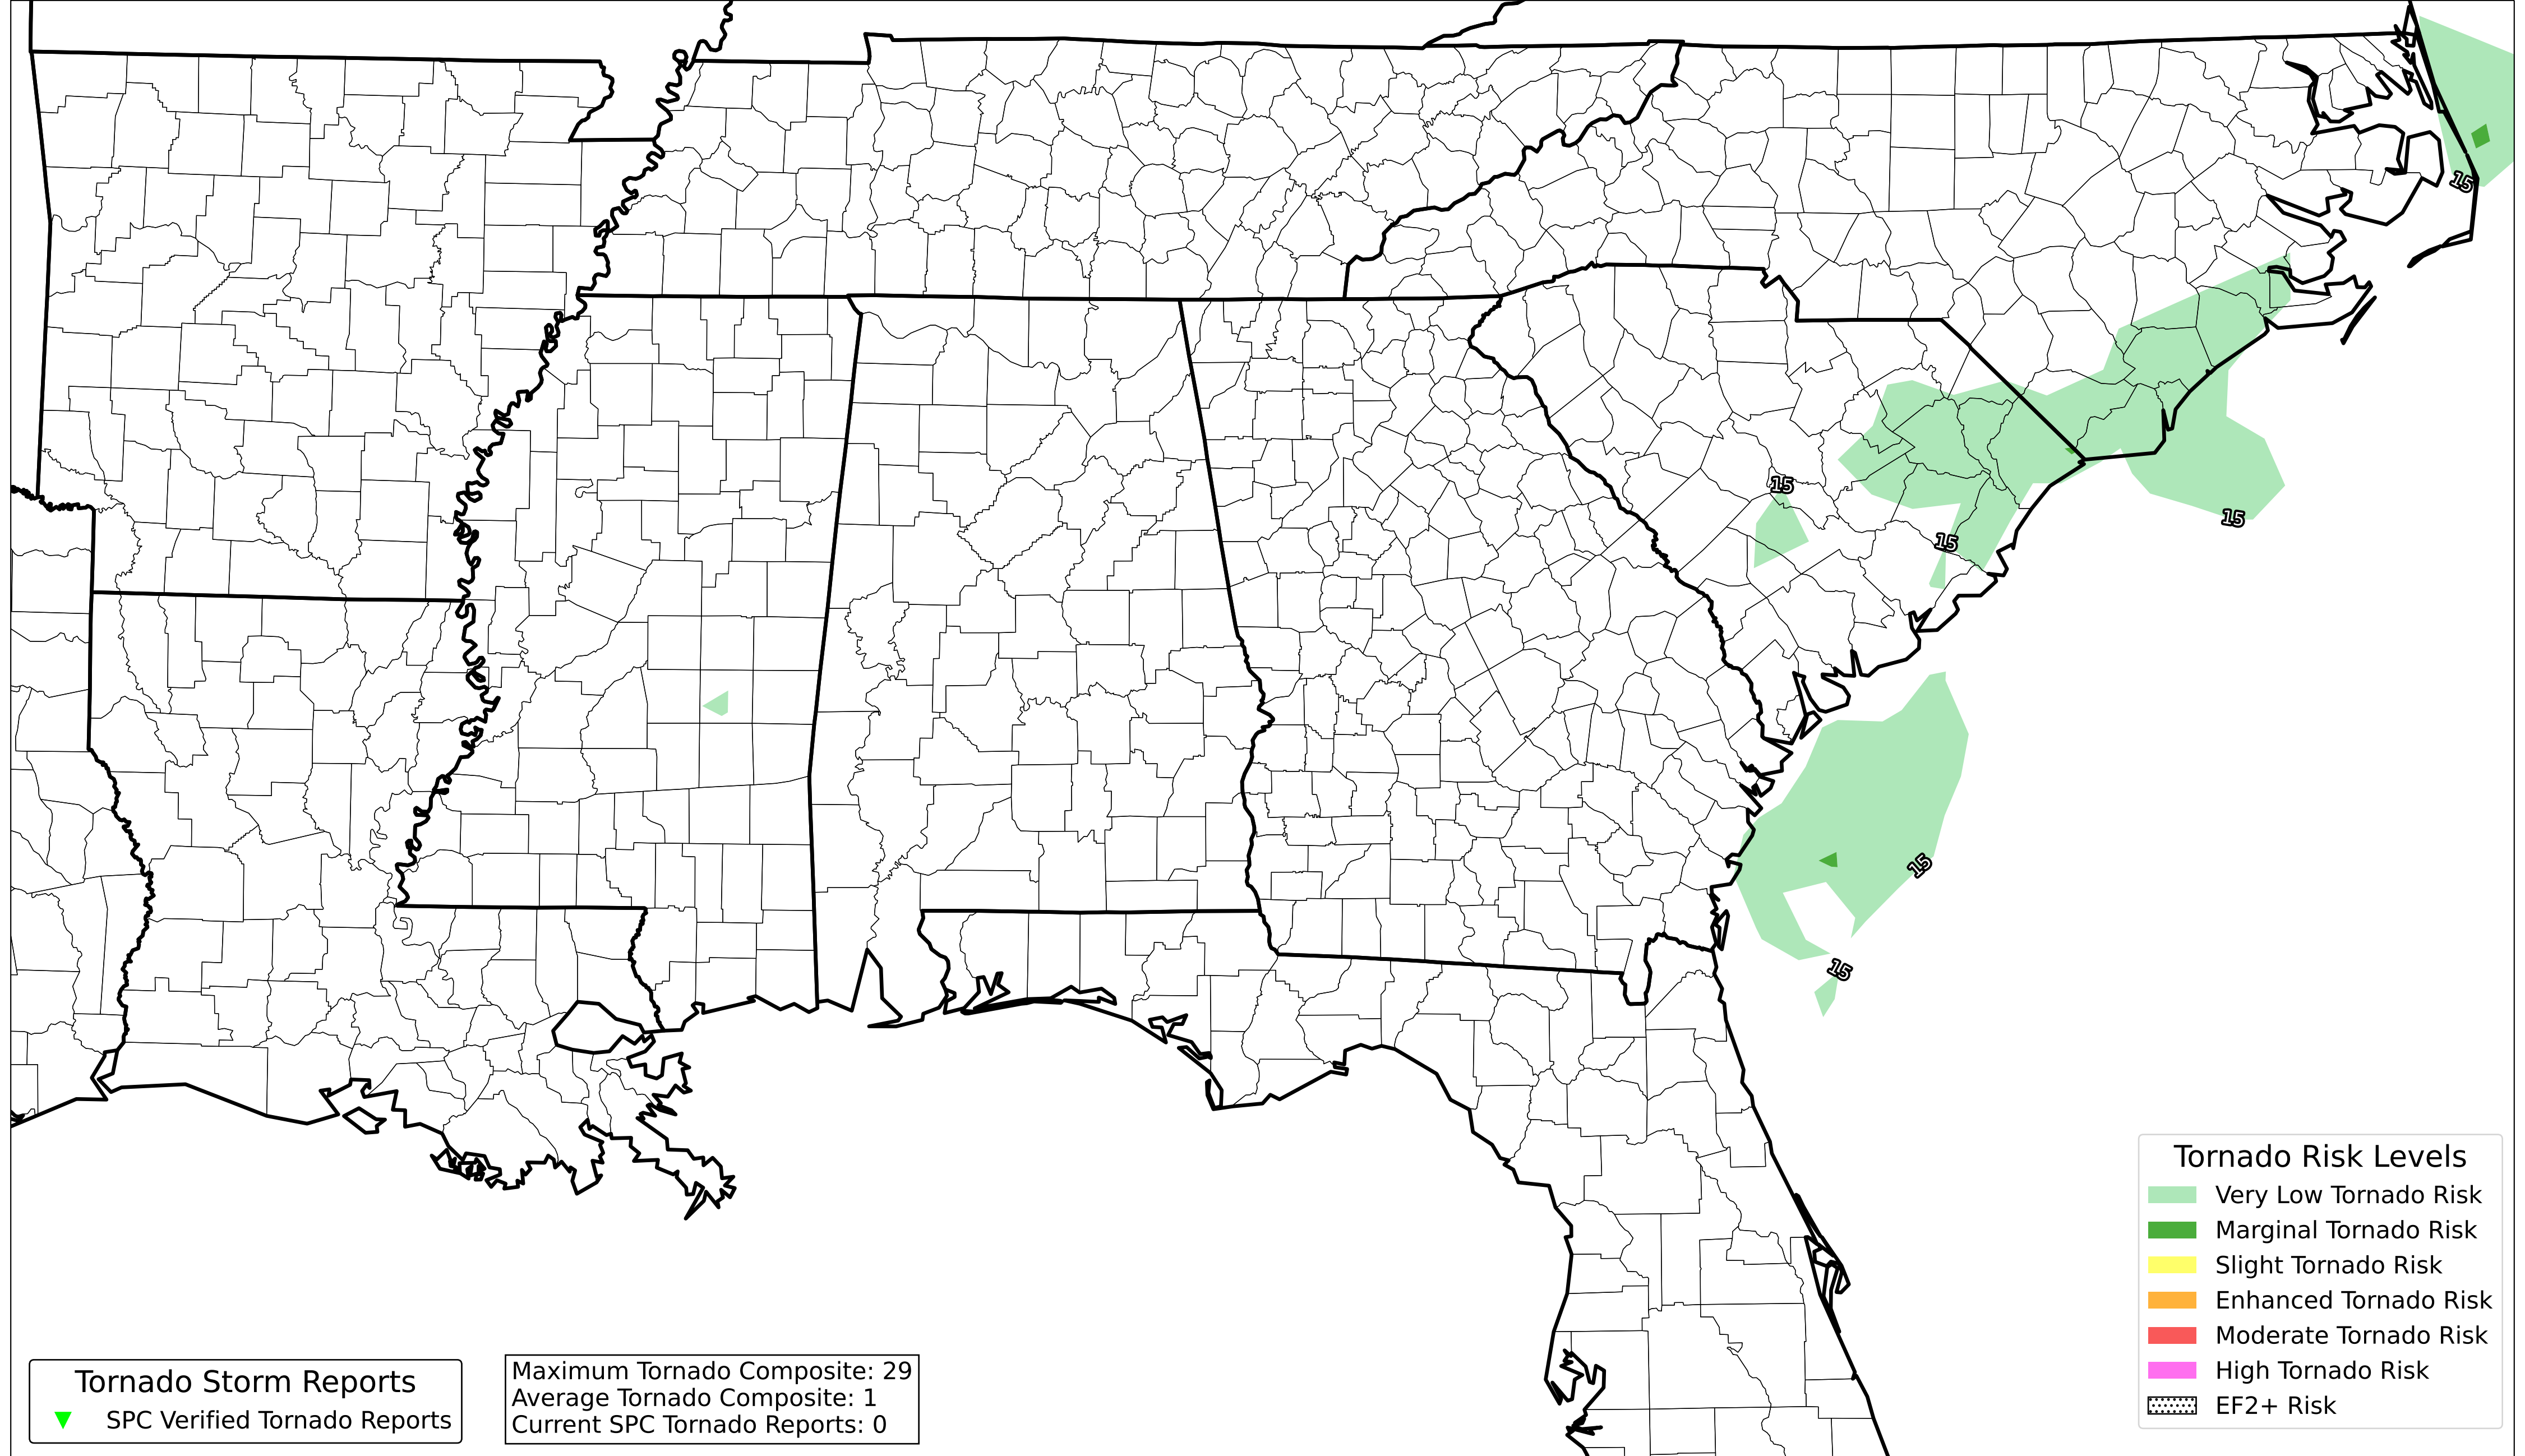 15
15
15
15
15
15
Tornado Risk Levels
Very Low Tornado Risk
Marginal Tornado Risk
Slight Tornado Risk
Enhanced Tornado Risk
Moderate Tornado Risk
High Tornado Risk
EF2+ Risk
Tornado Storm Reports
SPC Verified Tornado Reports
Maximum Tornado Composite: 29
Average Tornado Composite: 1
Current SPC Tornado Reports: 0